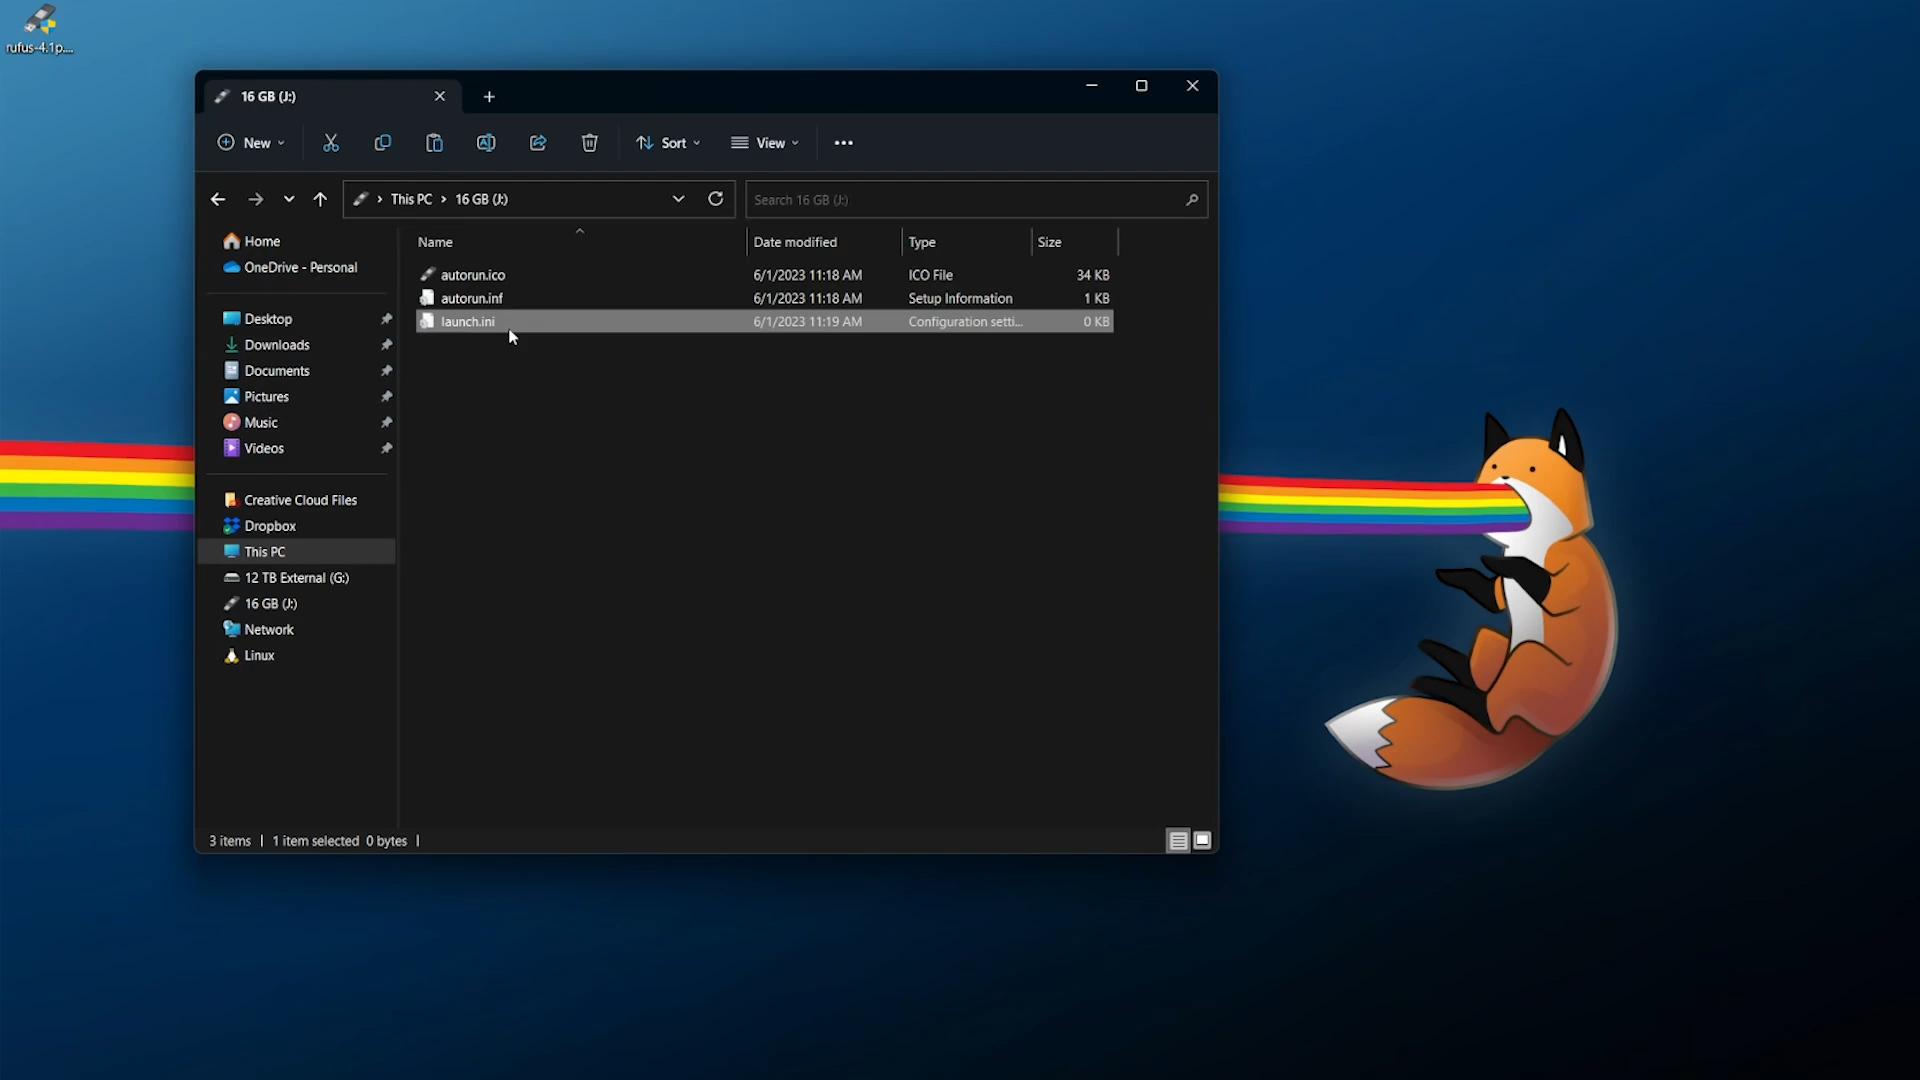 rufus-4.1p....
16 GB (J:)
New
Sort
View
This PC > 16 GB (J:)
Search 16 GB (J:)
Home
OneDrive - Personal
Desktop
Downloads
Documents
Pictures
Music
Videos
Creative Cloud Files
Dropbox
This PC
12 TB External (G:)
16 GB (J:)
Network
Linux
Name Date modified Type Size
autorun.ico 6/1/2023 11:18 AM ICO File 34 KB
autorun.inf 6/1/2023 11:18 AM Setup Information 1 KB
launch.ini 6/1/2023 11:19 AM Configuration setti... 0 KB
3 items | 1 item selected 0 bytes |